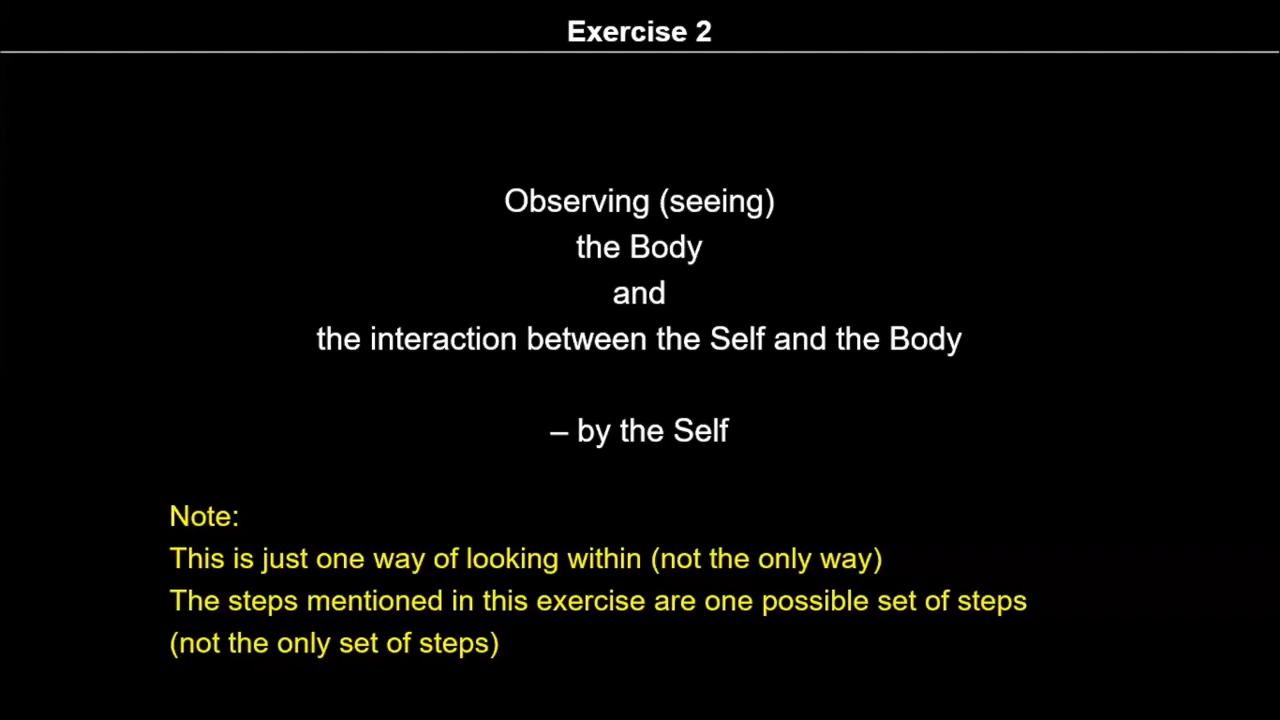 Exercise 2
Observing (seeing)
the Body
and
the interaction between the Self and the Body
– by the Self
Note:
This is just one way of looking within (not the only way)
The steps mentioned in this exercise are one possible set of steps
(not the only set of steps)